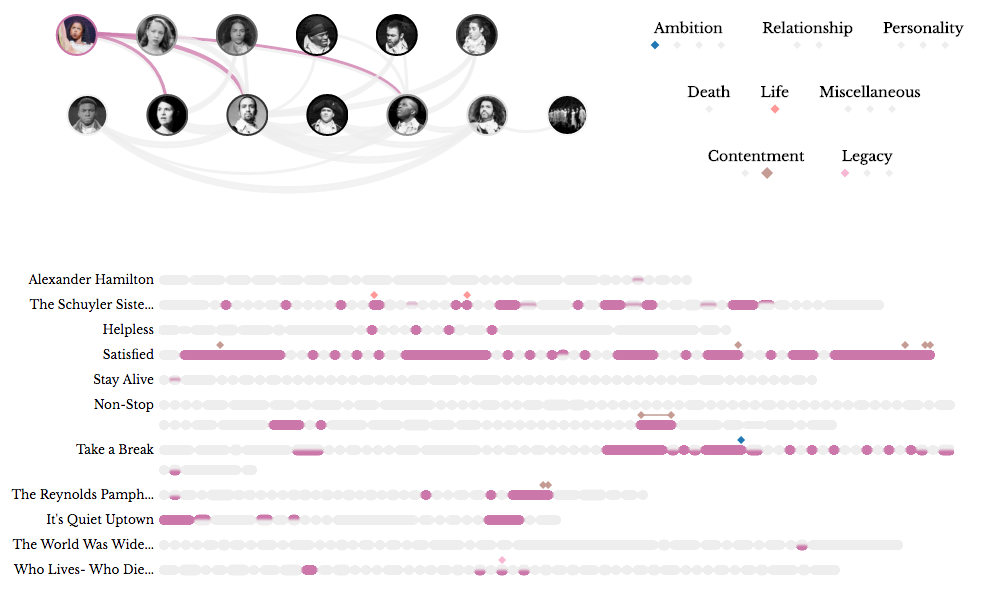 Ambition Relationship Personality
Death Life Miscellaneous
Contentment Legacy
Alexander Hamilton
The Schuyler Siste...
Helpless
Satisfied
Stay Alive
Non-Stop
Take a Break
The Reynolds Pamph...
It's Quiet Uptown
The World Was Wide...
Who Lives- Who Die...